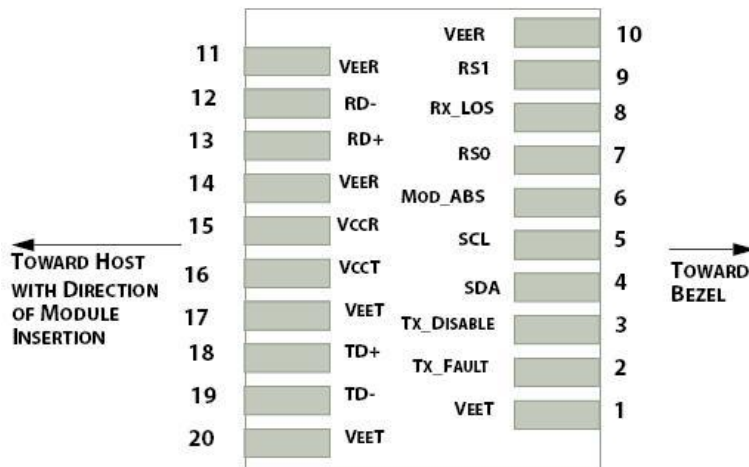 11 VEER
12 RD-
13 RD+
14 VEER
15 VCCR
16 VCCT
17 VEET
18 TD+
19 TD-
20 VEET
VEER 10
RS1 9
RX_LOS 8
RS0 7
MOD_ABS 6
SCL 5
SDA 4
TX_DISABLE 3
TX_FAULT 2
VEET 1
TOWARD HOST
WITH DIRECTION
OF MODULE
INSERTION
TOWARD
BEZEL